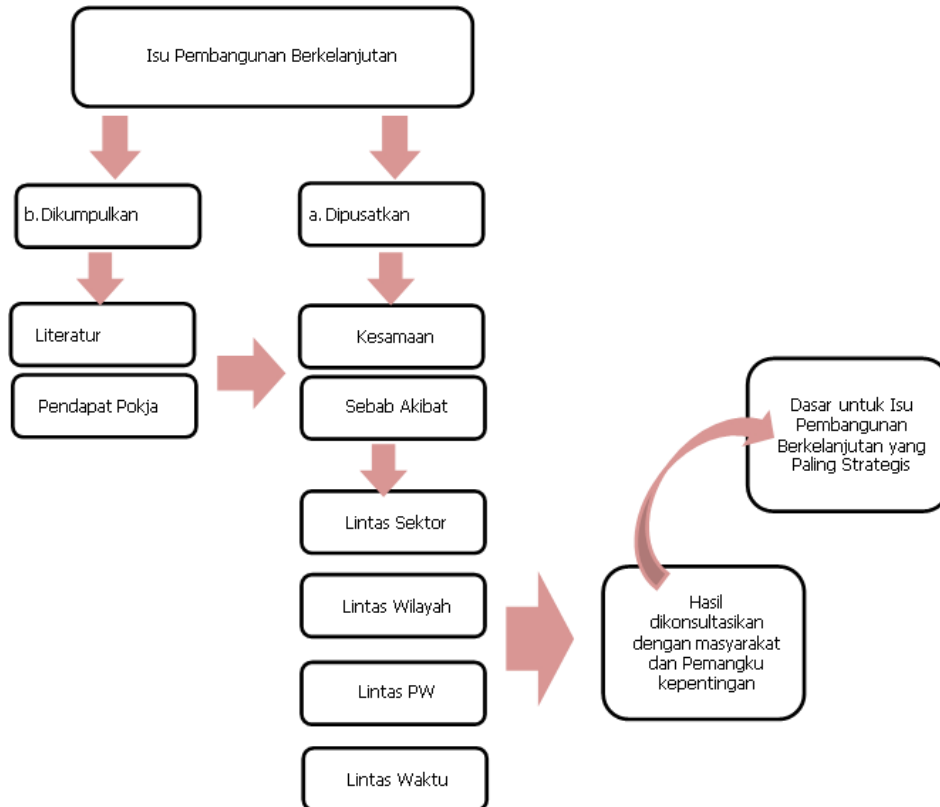 Isu Pembangunan Berkelanjutan
b. Dikumpulkan
a. Dipusatkan
Literatur
Pendapat Pokja
Kesamaan
Sebab Akibat
Lintas Sektor
Lintas Wilayah
Lintas PW
Lintas Waktu
Hasil
dikonsultasikan
dengan masyarakat
dan Pemangku
kepentingan
Dasar untuk Isu
Pembangunan
Berkelanjutan yang
Paling Strategis